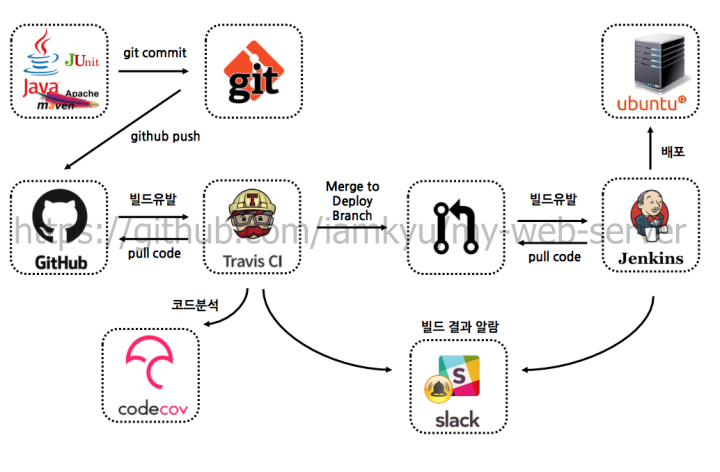 git commit
JUnit
Java
Apache
maven
git
ubuntu
github push
배포
빌드유발
pull code
GitHub
T
Travis CI
Merge to
Deploy
Branch
빌드유발
pull code
Jenkins
https://github.com/iamkyu/my-web-server
코드분석
codecov
빌드 결과 알람
S
slack